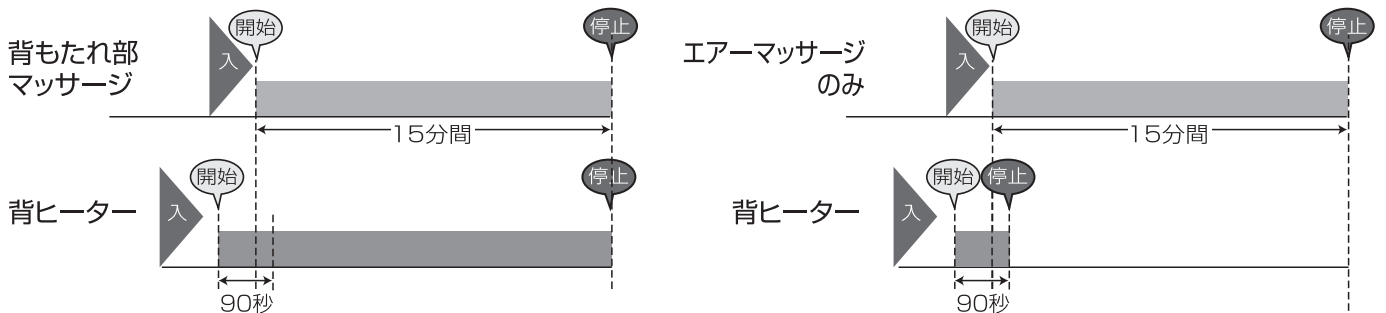 開始
停止
背もたれ部
マッサージ
入
15分間
開始
停止
背ヒーター
入
90秒
開始
停止
エアーマッサージ
のみ
入
15分間
開始
停止
背ヒーター
入
90秒